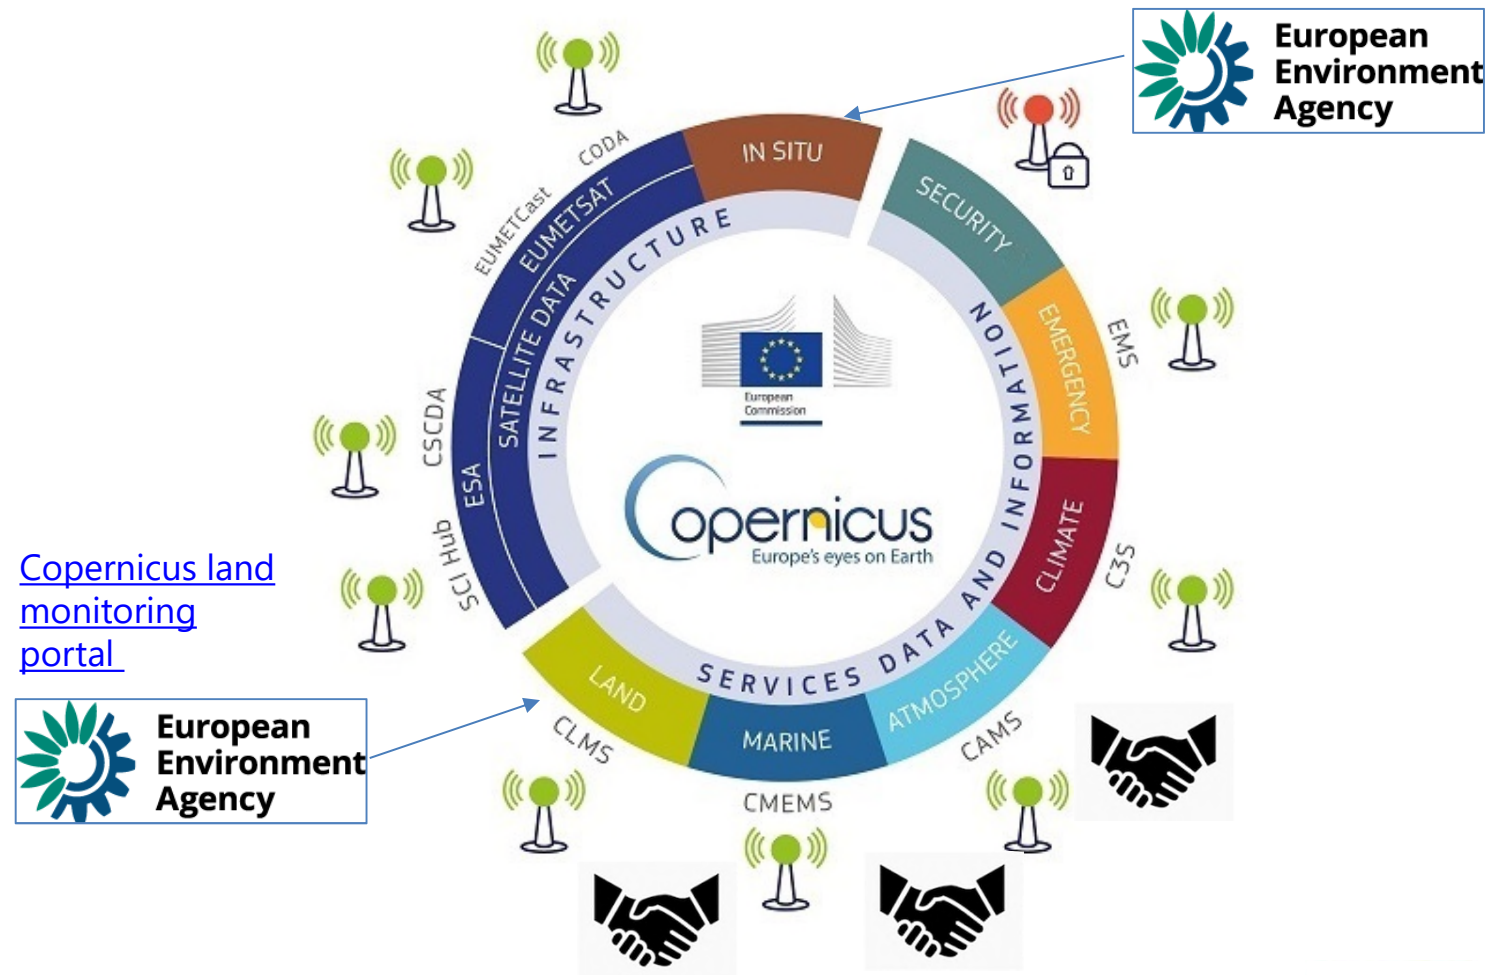 European
Environment
Agency
CODA
IN SITU
EUMETCast
EUMETSAT
SECURITY
SATELLITE DATA
INFRASTRUCTURE
EMERGENCY
EMS
European
Commission
CSCDA
ESA
SCI Hub
opernicus
Europe's eyes on Earth
SERVICES DATA AND INFORMATION
CLIMATE
C3S
Copernicus land
monitoring
portal
LAND
CLMS
MARINE
CMEMS
ATMOSPHERE
CAMS
European
Environment
Agency